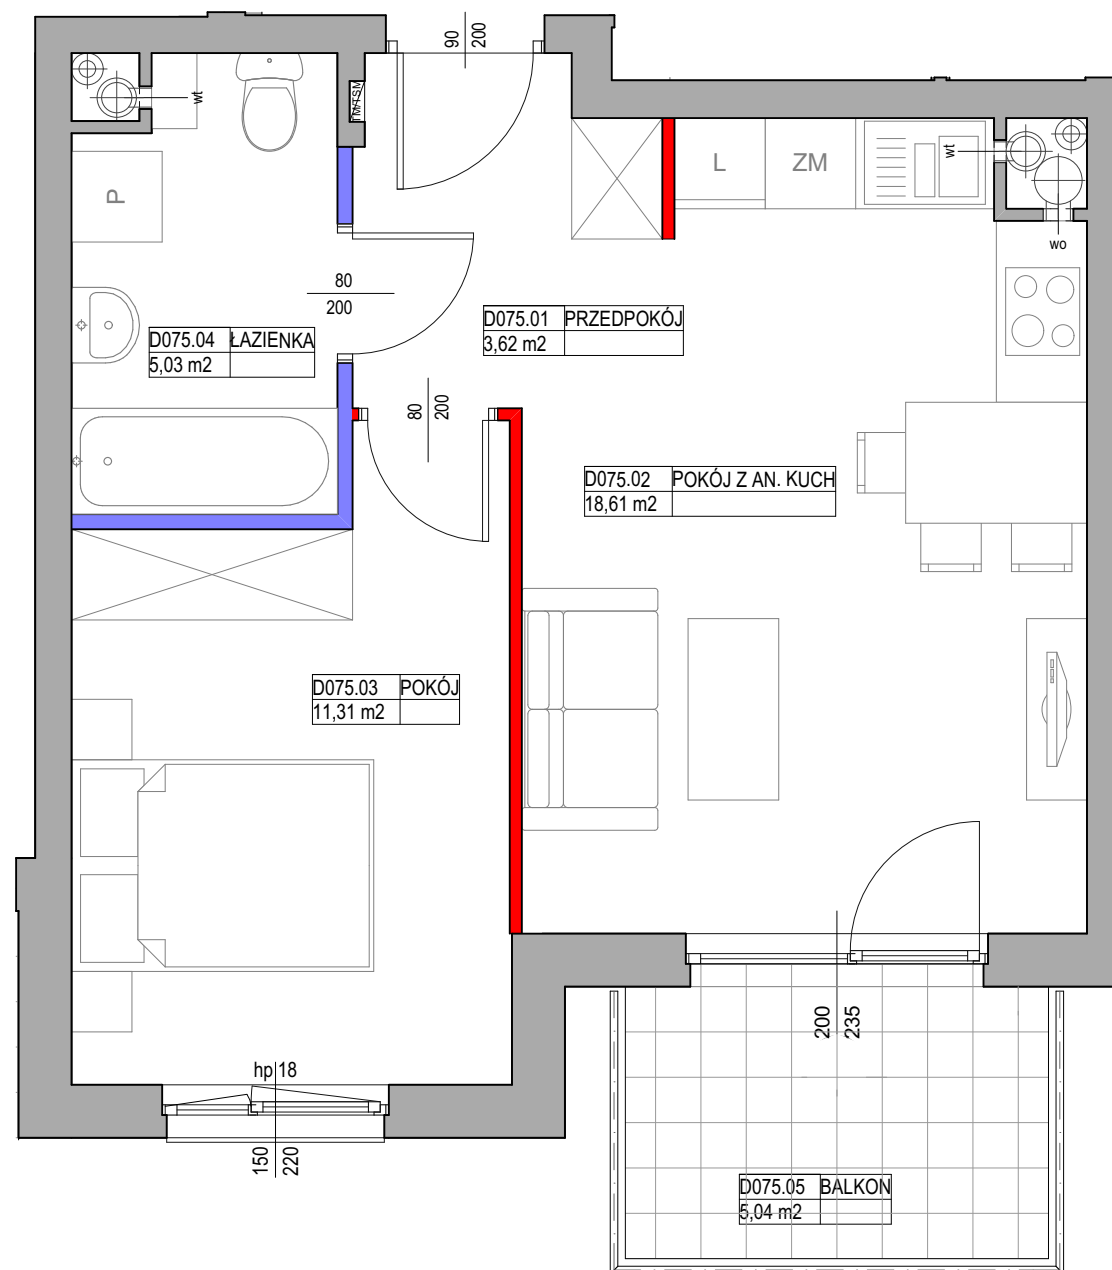 90
200
wt
TM/TSM
L
ZM
wt
P
wo
80
200
D075.01 PRZEDPOKÓJ
3,62 m2
D075.04 ŁAZIENKA
5,03 m2
80
200
D075.02 POKÓJ Z AN. KUCH
18,61 m2
D075.03 POKÓJ
11,31 m2
200
235
hp 18
150
220
D075.05 BALKON
5,04 m2